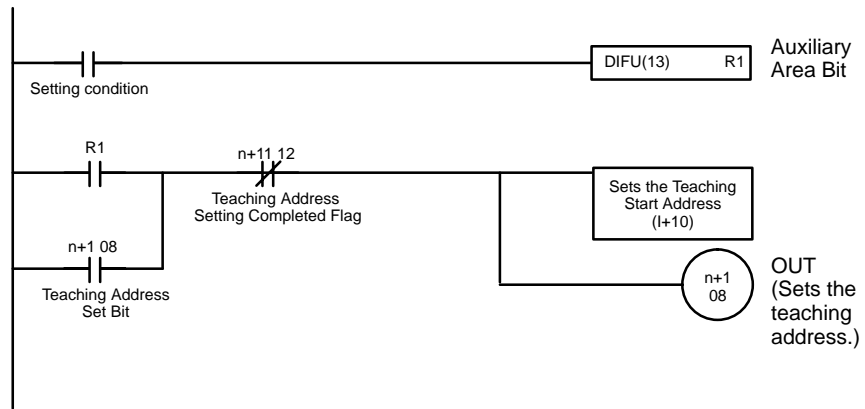 DIFU(13) R1
Auxiliary
Area Bit
Setting condition
R1
n+11 12
Teaching Address
Setting Completed Flag
Sets the Teaching
Start Address
(I+10)
n+1 08
Teaching Address
Set Bit
n+1
08
OUT
(Sets the
teaching
address.)